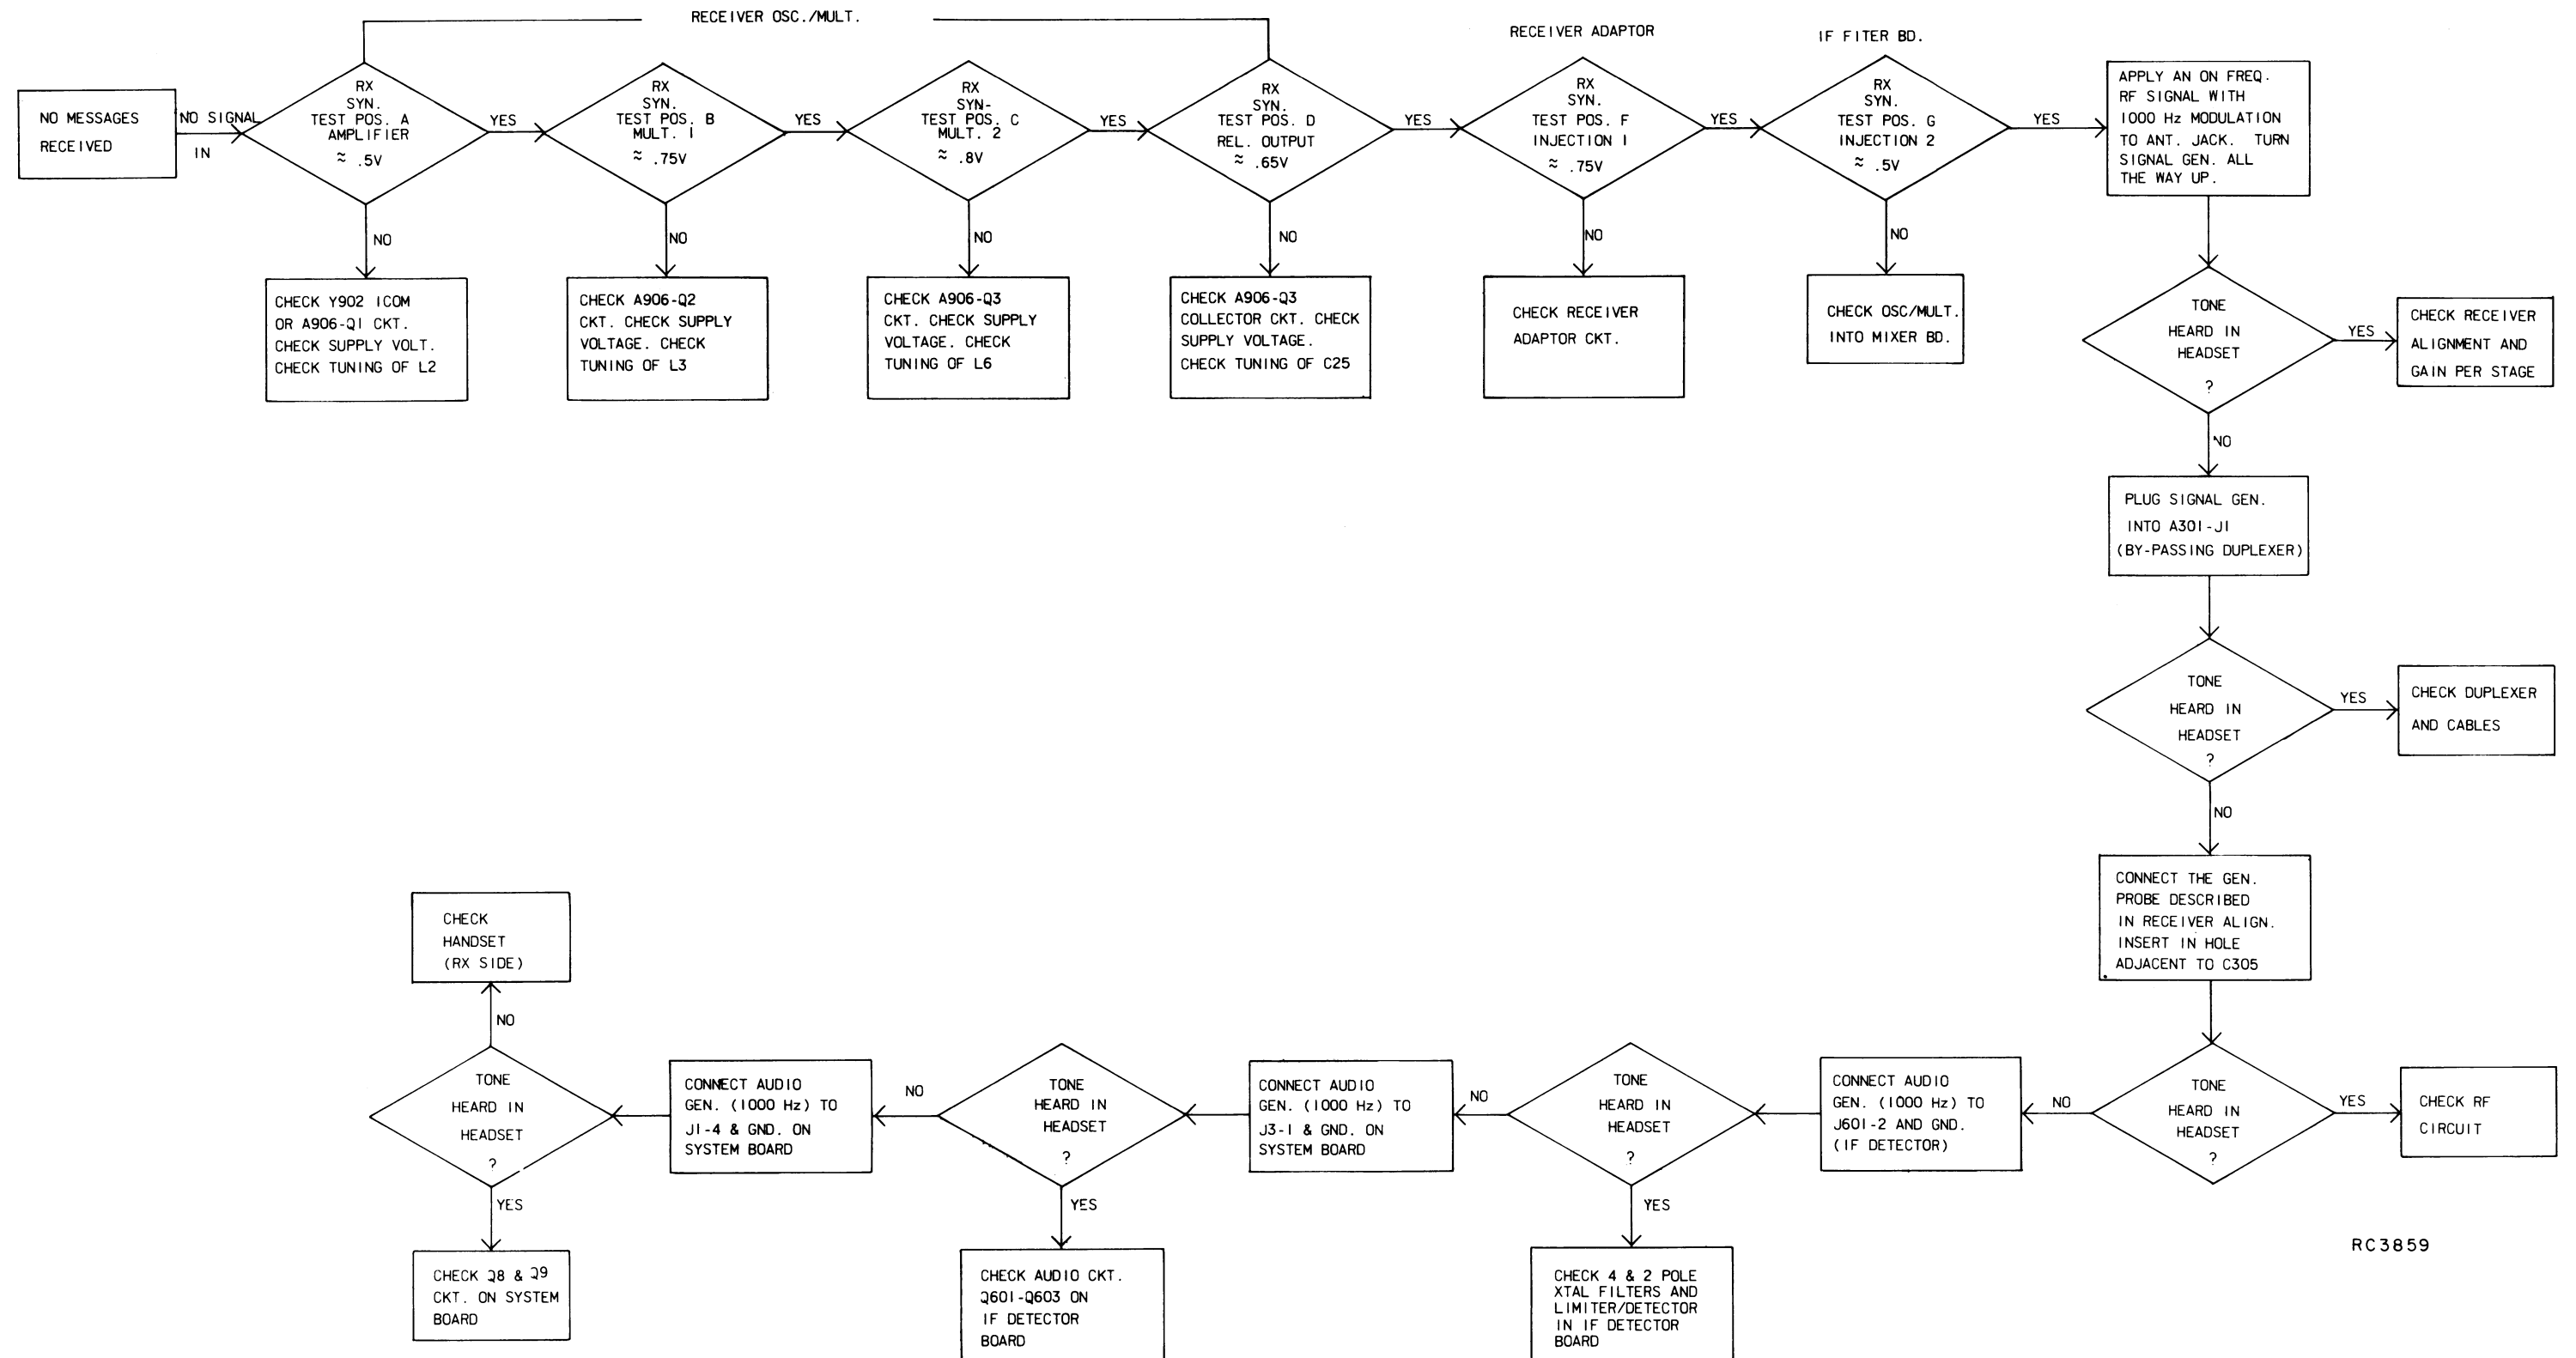 RECEIVER OSC./MULT.
RECEIVER ADAPTOR
IF FITER BD.
NO MESSAGES
RECEIVED
NO SIGNAL
IN
RX
SYN.
TEST POS. A
AMPLIFIER
≈ .5V
YES
RX
SYN.
TEST POS. B
MULT. 1
≈ .75V
YES
RX
SYN-
TEST POS. C
MULT. 2
≈ .8V
YES
RX
SYN.
TEST POS. D
REL. OUTPUT
≈ .65V
YES
RX
SYN.
TEST POS. F
INJECTION 1
≈ .75V
YES
RX
SYN.
TEST POS. G
INJECTION 2
≈ .5V
YES
APPLY AN ON FREQ.
RF SIGNAL WITH
1000 Hz MODULATION
TO ANT. JACK. TURN
SIGNAL GEN. ALL
THE WAY UP.
NO
NO
NO
NO
NO
NO
CHECK Y902 ICOM
OR A906-Q1 CKT.
CHECK SUPPLY VOLT.
CHECK TUNING OF L2
CHECK A906-Q2
CKT. CHECK SUPPLY
VOLTAGE. CHECK
TUNING OF L3
CHECK A906-Q3
CKT. CHECK SUPPLY
VOLTAGE. CHECK
TUNING OF L6
CHECK A906-Q3
COLLECTOR CKT. CHECK
SUPPLY VOLTAGE.
CHECK TUNING OF C25
CHECK RECEIVER
ADAPTOR CKT.
CHECK OSC/MULT.
INTO MIXER BD.
TONE
HEARD IN
HEADSET
?
YES
CHECK RECEIVER
ALIGNMENT AND
GAIN PER STAGE
NO
PLUG SIGNAL GEN.
INTO A301-J1
(BY-PASSING DUPLEXER)
TONE
HEARD IN
HEADSET
?
YES
CHECK DUPLEXER
AND CABLES
NO
CONNECT THE GEN.
PROBE DESCRIBED
IN RECEIVER ALIGN.
INSERT IN HOLE
ADJACENT TO C305
TONE
HEARD IN
HEADSET
?
YES
CHECK RF
CIRCUIT
NO
CONNECT AUDIO
GEN. (1000 Hz) TO
J601-2 AND GND.
(IF DETECTOR)
TONE
HEARD IN
HEADSET
?
YES
CHECK 4 & 2 POLE
XTAL FILTERS AND
LIMITER/DETECTOR
IN IF DETECTOR
BOARD
NO
CONNECT AUDIO
GEN. (1000 Hz) TO
J3-1 & GND. ON
SYSTEM BOARD
TONE
HEARD IN
HEADSET
?
YES
CHECK AUDIO CKT.
Q601-Q603 ON
IF DETECTOR
BOARD
NO
CONNECT AUDIO
GEN. (1000 Hz) TO
J1-4 & GND. ON
SYSTEM BOARD
TONE
HEARD IN
HEADSET
?
NO
CHECK
HANDSET
(RX SIDE)
YES
CHECK Q8 & Q9
CKT. ON SYSTEM
BOARD
RC3859